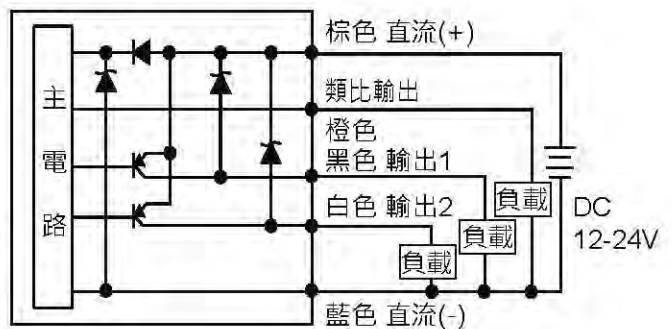 棕色 直流(+)
類比輸出
橙色
黑色 輸出1
白色 輸出2
藍色 直流(-)
主
電
路
負載
負載
負載
DC
12-24V